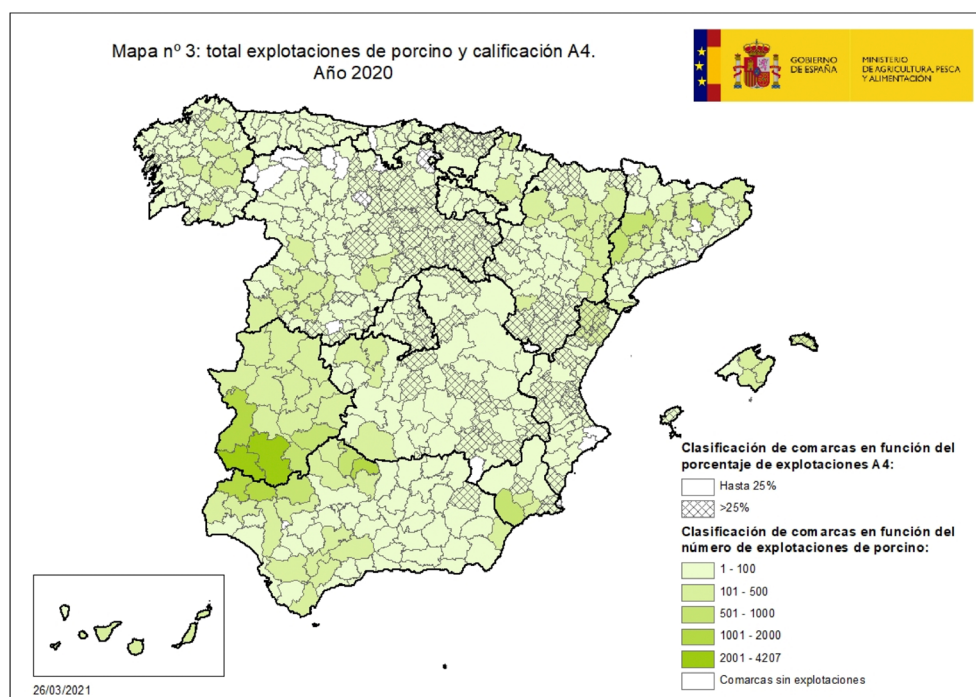 Mapa nº 3: total explotaciones de porcino y calificación A4.
Año 2020
GOBIERNO
DE ESPAÑA
MINISTERIO
DE AGRICULTURA, PESCA
Y ALIMENTACIÓN
Clasificación de comarcas en función del
porcentaje de explotaciones A4:
Hasta 25%
>25%
Clasificación de comarcas en función del
número de explotaciones de porcino:
1 - 100
101 - 500
501 - 1000
1001 - 2000
2001 - 4207
Comarcas sin explotaciones
26/03/2021